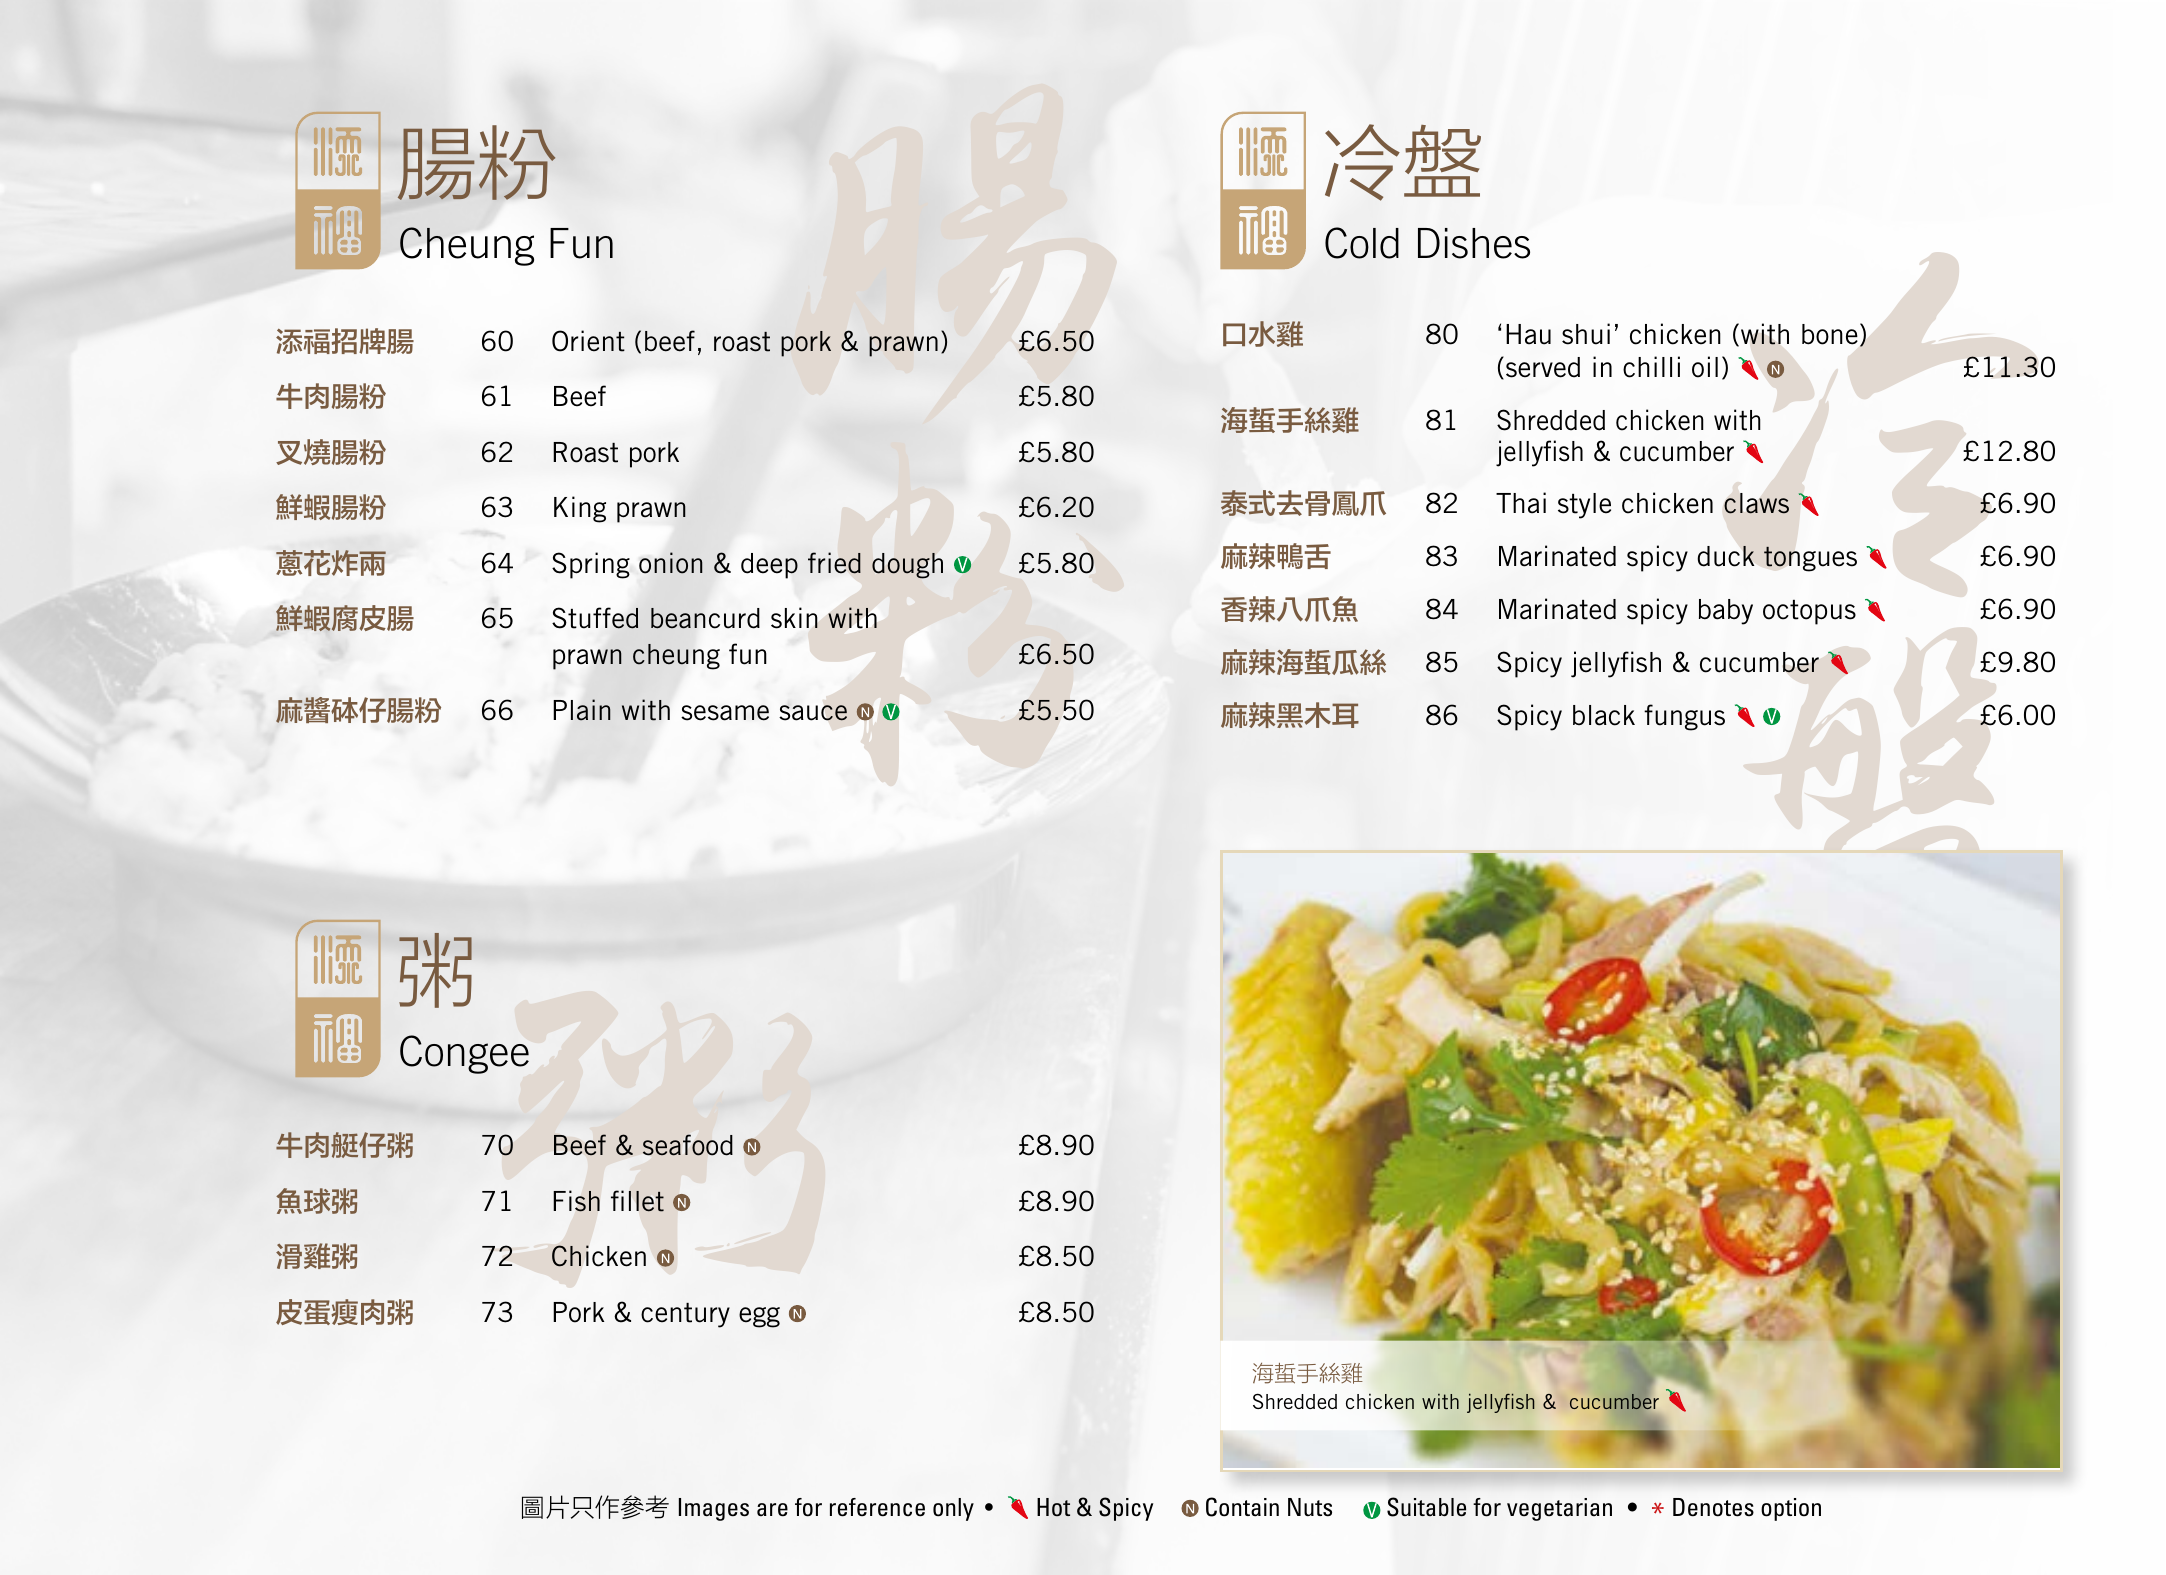 添福
腸粉
Cheung Fun
腸粉
添福招牌腸 60 Orient (beef, roast pork & prawn) £6.50
牛肉腸粉 61 Beef £5.80
叉燒腸粉 62 Roast pork £5.80
鮮蝦腸粉 63 King prawn £6.20
蔥花炸兩 64 Spring onion & deep fried dough V £5.80
鮮蝦腐皮腸 65 Stuffed beancurd skin with
prawn cheung fun £6.50
麻醬砵仔腸粉 66 Plain with sesame sauce N V £5.50
添福
粥
Congee
粥
牛肉艇仔粥 70 Beef & seafood N £8.90
魚球粥 71 Fish fillet N £8.90
滑雞粥 72 Chicken N £8.50
皮蛋瘦肉粥 73 Pork & century egg N £8.50
添福
冷盤
Cold Dishes
冷盤
口水雞 80 ‘Hau shui’ chicken (with bone)
(served in chilli oil) N £11.30
海蜇手絲雞 81 Shredded chicken with
jellyfish & cucumber £12.80
泰式去骨鳳爪 82 Thai style chicken claws £6.90
麻辣鴨舌 83 Marinated spicy duck tongues £6.90
香辣八爪魚 84 Marinated spicy baby octopus £6.90
麻辣海蜇瓜絲 85 Spicy jellyfish & cucumber £9.80
麻辣黑木耳 86 Spicy black fungus V £6.00
海蜇手絲雞
Shredded chicken with jellyfish & cucumber
圖片只作參考 Images are for reference only • Hot & Spicy N Contain Nuts V Suitable for vegetarian • * Denotes option